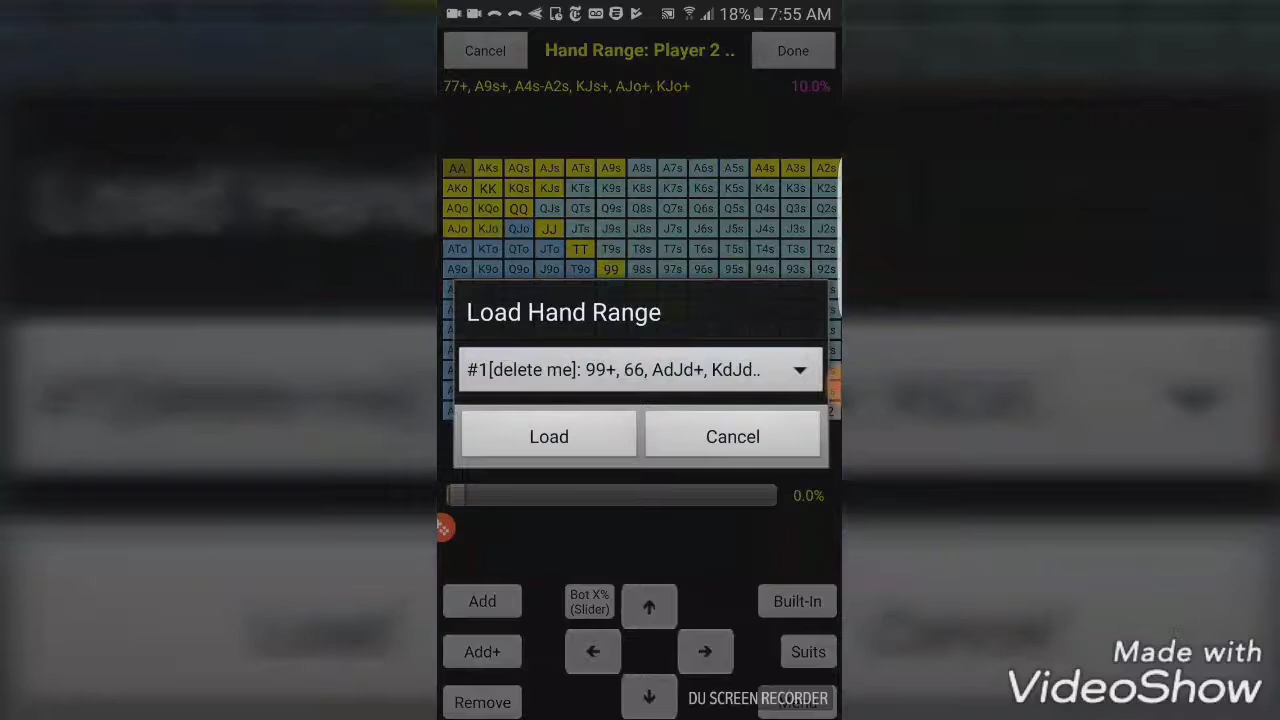 18% 7:55 AM
Cancel Hand Range: Player 2 .. Done
77+, A9s+, A4s-A2s, KJs+, AJo+, KJo+ 10.0%
AA AKs AQs AJs ATs A9s A8s A7s A6s A5s A4s A3s A2s
AKo KK KQs KJs KTs K9s K8s K7s K6s K5s K4s K3s K2s
AQo KQo QQ QJs QTs Q9s Q8s Q7s Q6s Q5s Q4s Q3s Q2s
AJo KJo QJo JJ JTs J9s J8s J7s J6s J5s J4s J3s J2s
ATo KTo QTo JTo TT T9s T8s T7s T6s T5s T4s T3s T2s
A9o K9o Q9o J9o T9o 99 98s 97s 96s 95s 94s 93s 92s
Load Hand Range
#1[delete me]: 99+, 66, AdJd+, KdJd..
Load Cancel
0.0%
Add Bot X% (Slider) Built-In
Add+ Suits
Remove
DU SCREEN RECORDER
Made with
VideoShow